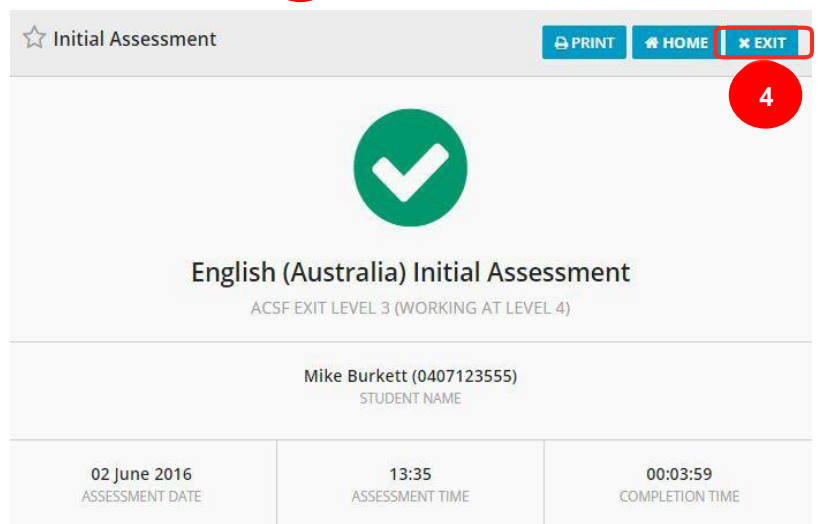 Initial Assessment
PRINT
HOME
EXIT
4
English (Australia) Initial Assessment
ACSF EXIT LEVEL 3 (WORKING AT LEVEL 4)
Mike Burkett (0407123555)
STUDENT NAME
02 June 2016
13:35
00:03:59
ASSESSMENT DATE
ASSESSMENT TIME
COMPLETION TIME